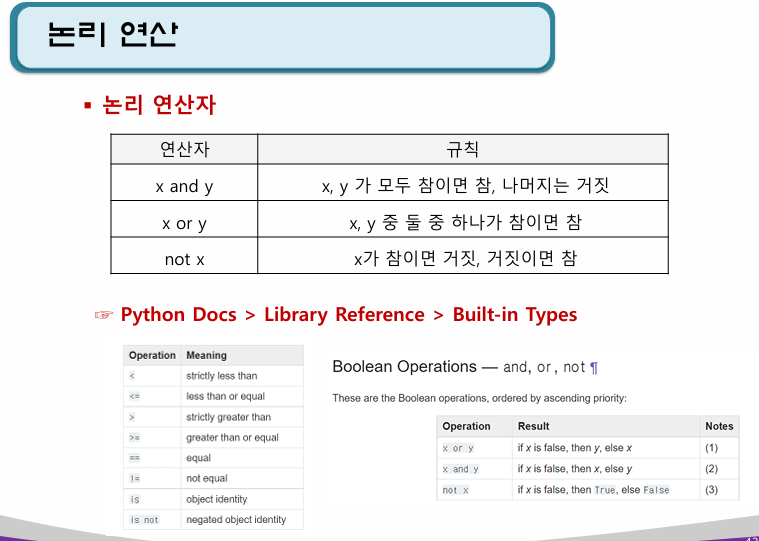 논리 연산
▪ 논리 연산자
연산자 규칙
x and y x, y 가 모두 참이면 참, 나머지는 거짓
x or y x, y 중 둘 중 하나가 참이면 참
not x x가 참이면 거짓, 거짓이면 참
☞ Python Docs > Library Reference > Built-in Types
Operation Meaning
< strictly less than
<= less than or equal
> strictly greater than
>= greater than or equal
== equal
!= not equal
is object identity
is not negated object identity
Boolean Operations — and, or, not ¶
These are the Boolean operations, ordered by ascending priority:
Operation Result Notes
x or y if x is false, then y, else x (1)
x and y if x is false, then x, else y (2)
not x if x is false, then True, else False (3)